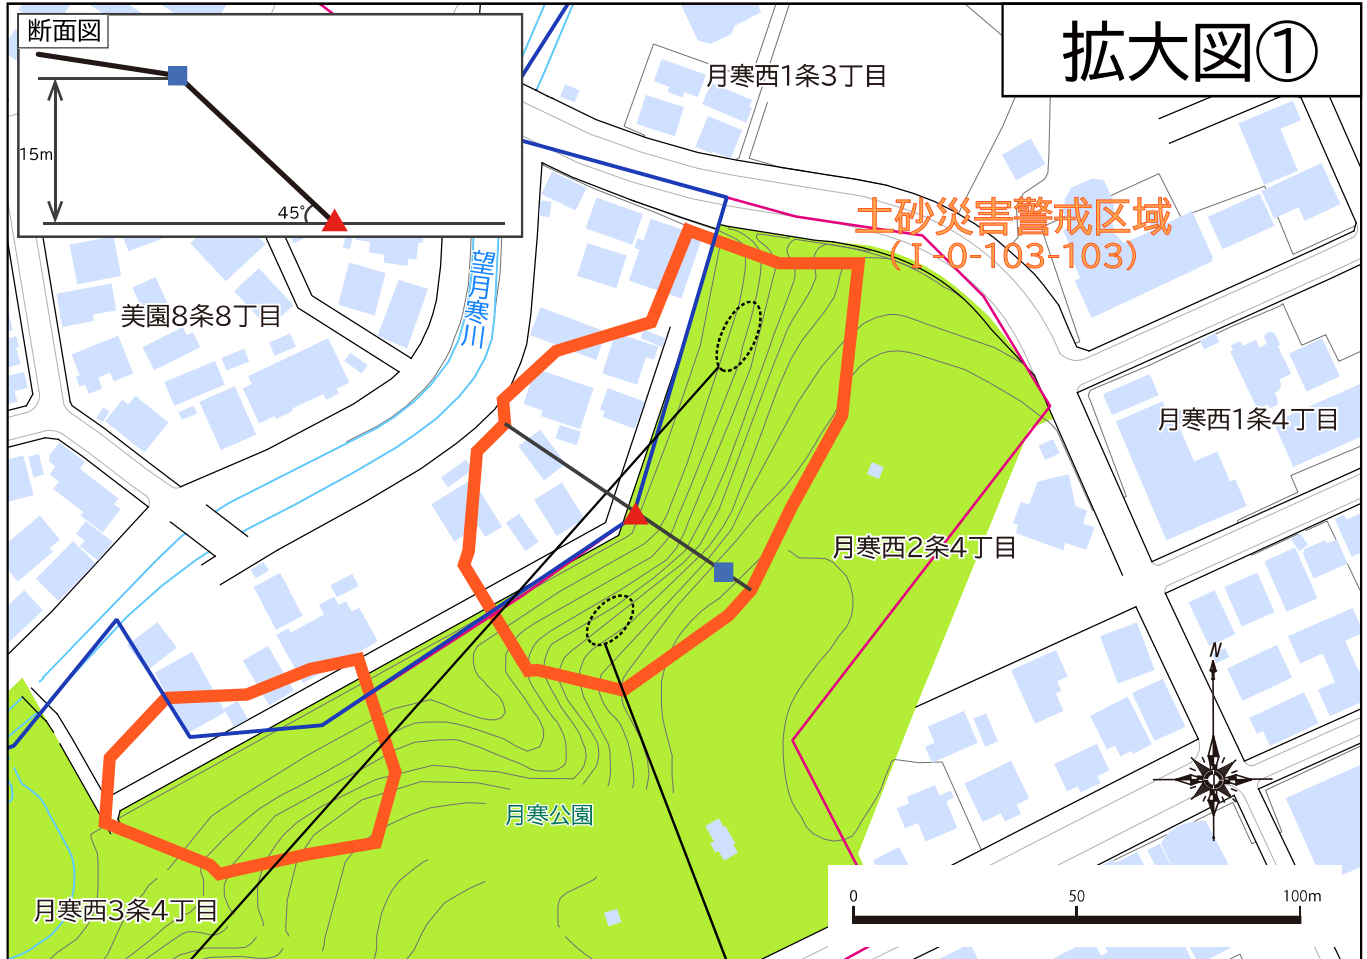 断面図
15m
45°
拡大図①
月寒西1条3丁目
土砂災害警戒区域
(Ⅰ-0-103-103)
望月寒川
美園8条8丁目
月寒西1条4丁目
月寒西2条4丁目
N
月寒公園
月寒西3条4丁目
0 50 100m